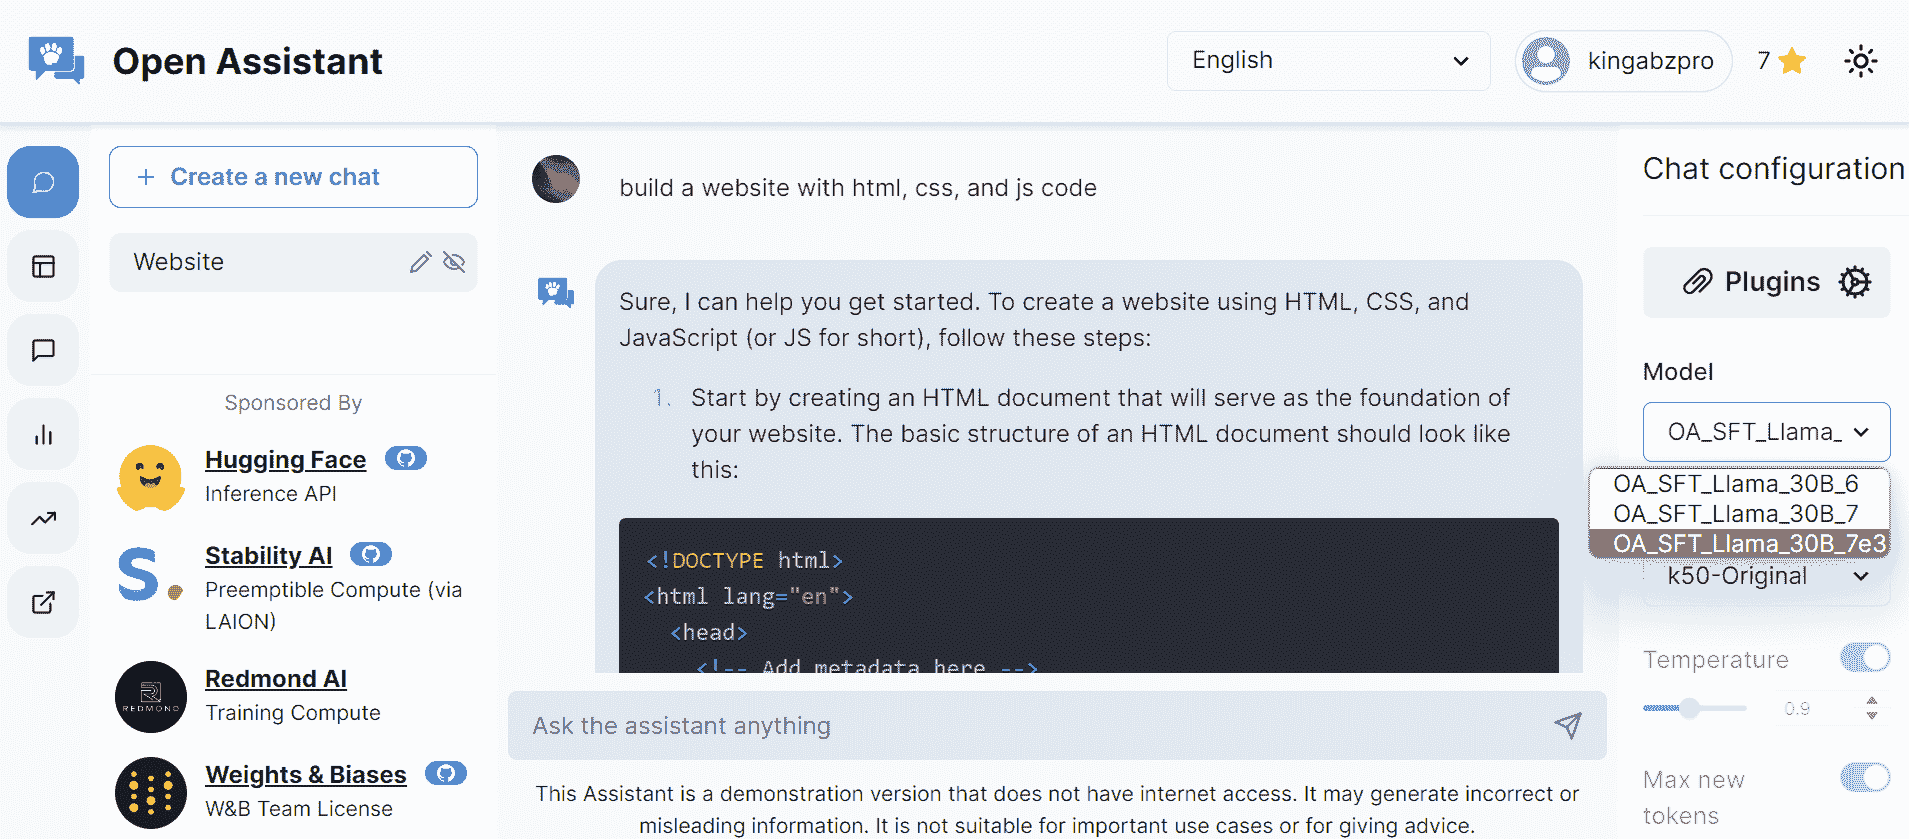 Open Assistant
English
kingabzpro
7
Create a new chat
Website
Sponsored By
Hugging Face
Inference API
Stability AI
Preemptible Compute (via
LAION)
REDMOND
Redmond AI
Training Compute
Weights & Biases
W&B Team License
build a website with html, css, and js code
Sure, I can help you get started. To create a website using HTML, CSS, and
JavaScript (or JS for short), follow these steps:
1. Start by creating an HTML document that will serve as the foundation of
your website. The basic structure of an HTML document should look like
this:
<!DOCTYPE html>
<html lang="en">
<head>
<!-- Add metadata here -->
Ask the assistant anything
This Assistant is a demonstration version that does not have internet access. It may generate incorrect or
misleading information. It is not suitable for important use cases or for giving advice.
Chat configuration
Plugins
Model
OA_SFT_Llama_
OA_SFT_Llama_30B_6
OA_SFT_Llama_30B_7
OA_SFT_Llama_30B_7e3
k50-Original
Temperature
0.9
Max new
tokens